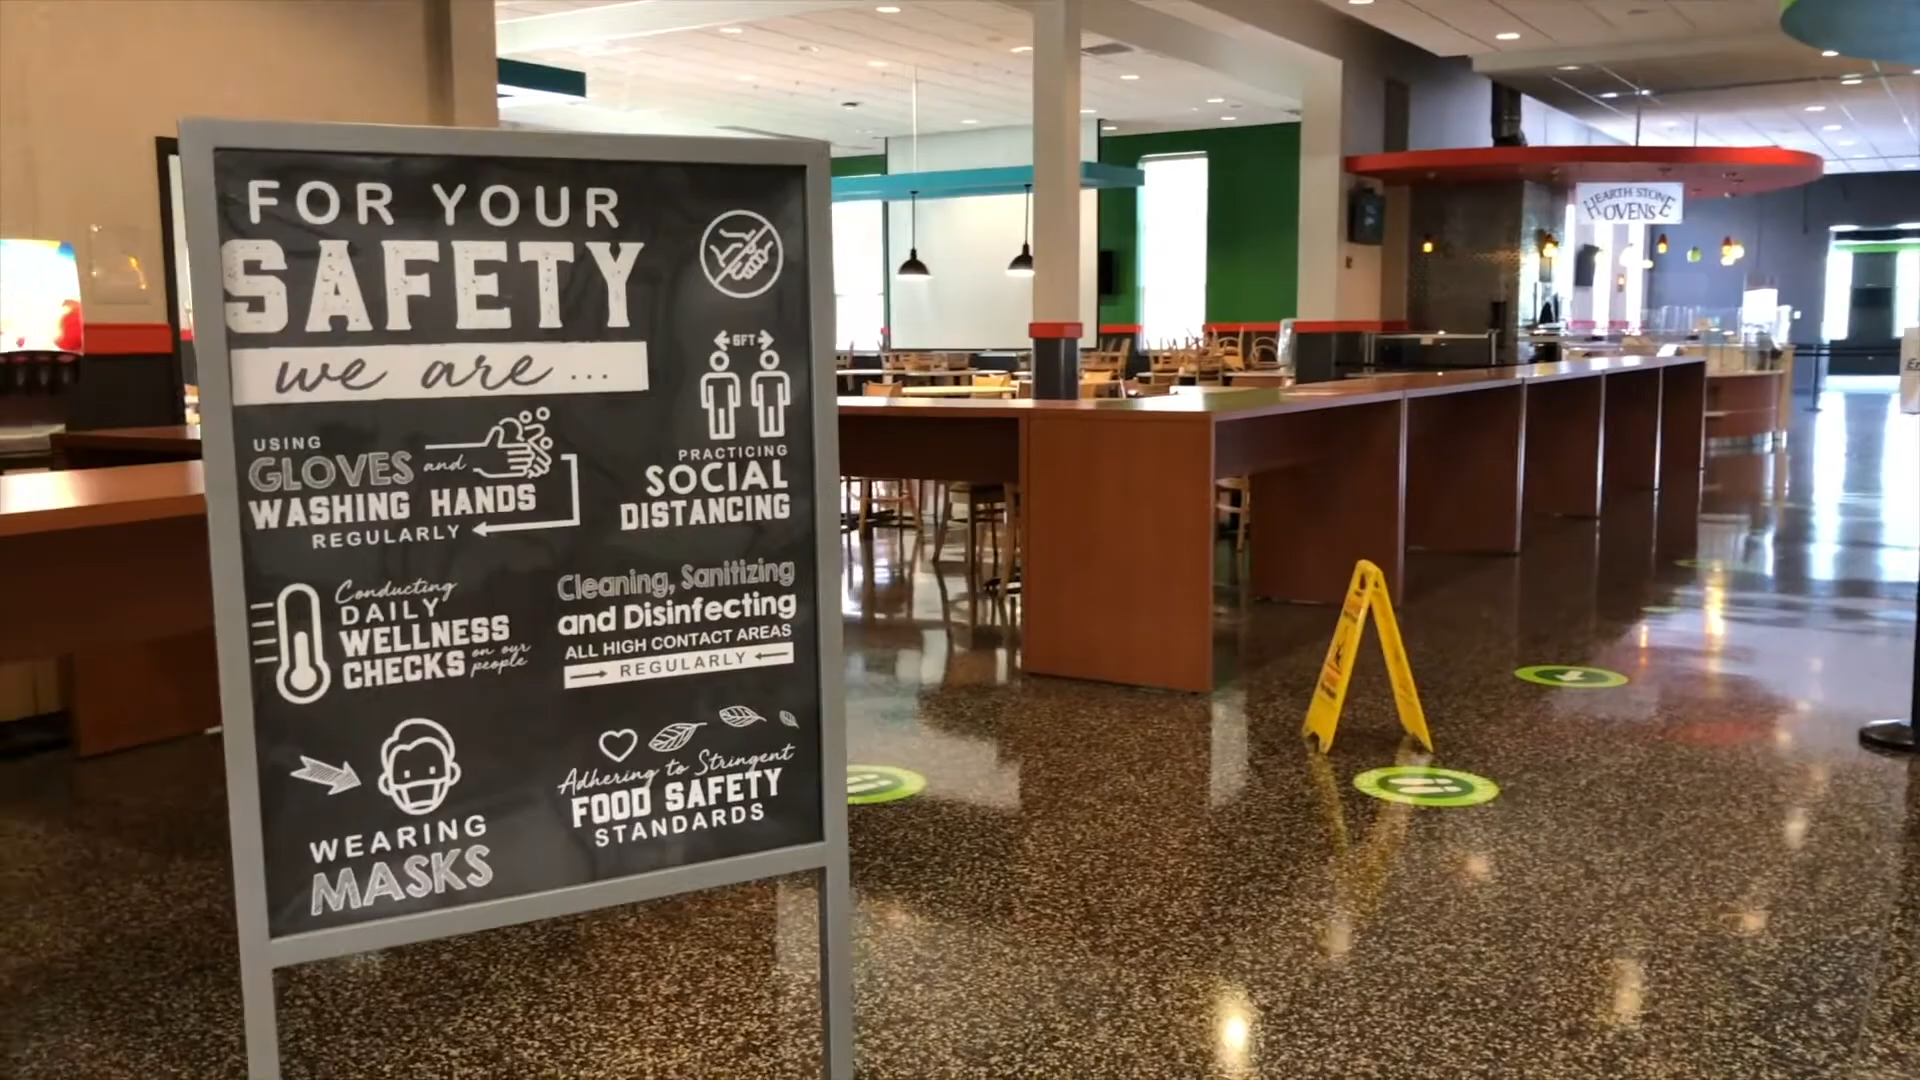 FOR YOUR
SAFETY
we are...
USING
GLOVES and
WASHING HANDS
REGULARLY
6FT
PRACTICING
SOCIAL
DISTANCING
Conducting
DAILY
WELLNESS
CHECKS on our
people
Cleaning, Sanitizing
and Disinfecting
ALL HIGH CONTACT AREAS
REGULARLY
WEARING
MASKS
Adhering to Stringent
FOOD SAFETY
STANDARDS
HEARTH STONE
OVENS